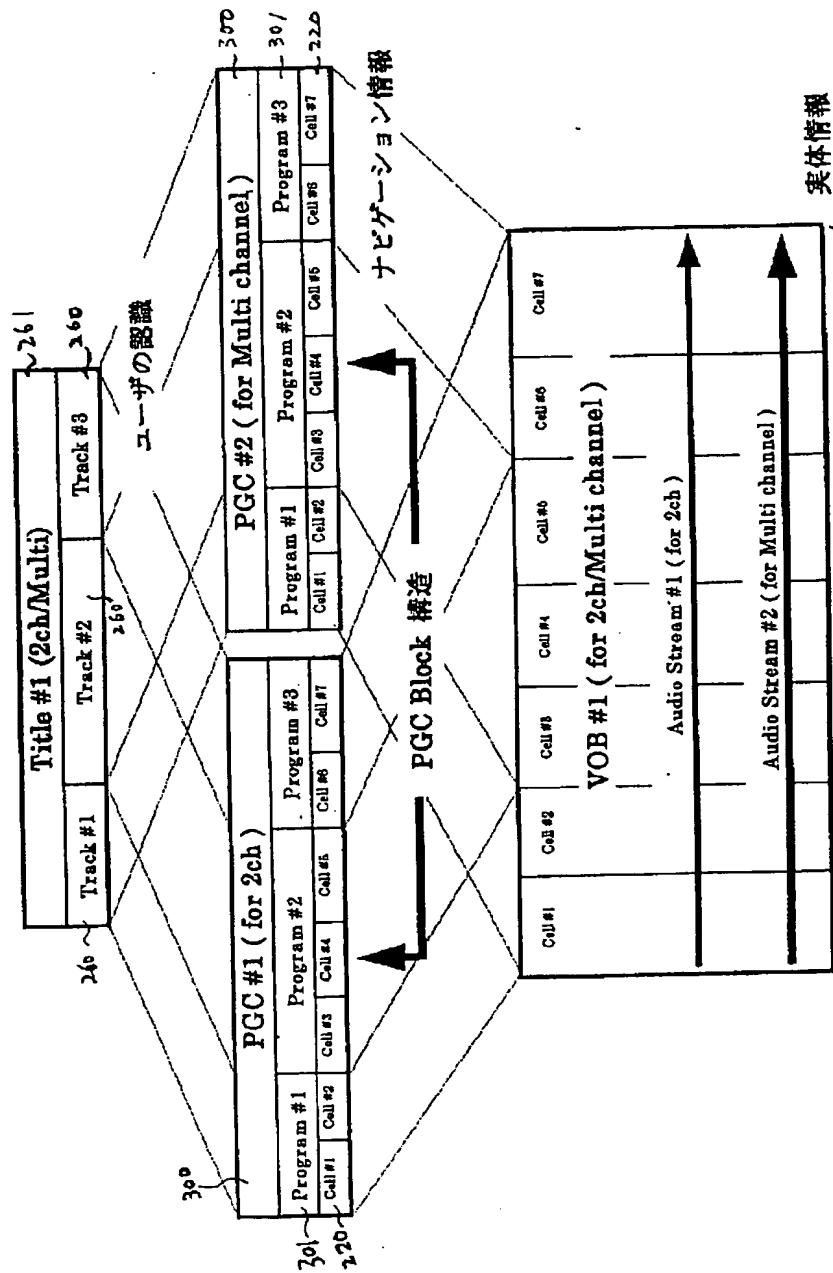 261
Title #1 (2ch/Multi)
260
Track #1
Track #2
Track #3
260
260
ユーザの認識
300
PGC #1 ( for 2ch)
301
Program #1
Program #2
Program #3
220
Cell #1
Cell #2
Cell #3
Cell #4
Cell #5
Cell #6
Cell #7
PGC #2 ( for Multi channel )
300
Program #1
Program #2
Program #3
301
Cell #1
Cell #2
Cell #3
Cell #4
Cell #5
Cell #6
Cell #7
220
ナビゲーション情報
PGC Block 構造
Cell #1
Cell #2
Cell #3
Cell #4
Cell #5
Cell #6
Cell #7
VOB #1 ( for 2ch/Multi channel )
Audio Stream #1 ( for 2ch)
Audio Stream #2 ( for Multi channel)
実体情報